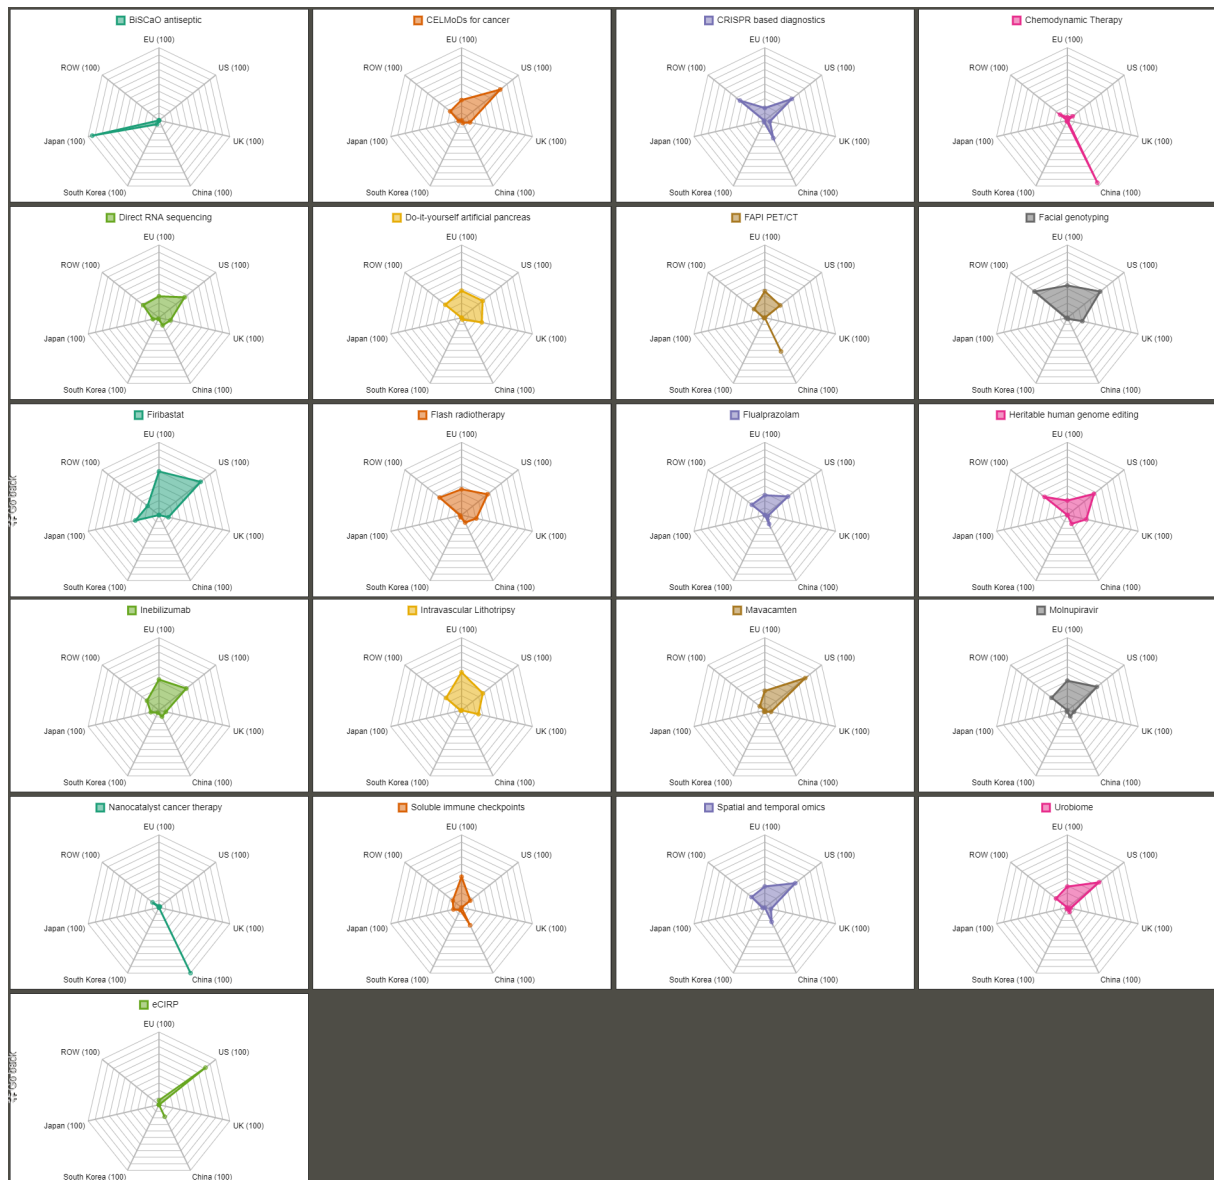 BiSCaO antiseptic
EU (100)
ROW (100)
US (100)
Japan (100)
UK (100)
South Korea (100)
China (100)
CELMoDs for cancer
EU (100)
ROW (100)
US (100)
Japan (100)
UK (100)
South Korea (100)
China (100)
CRISPR based diagnostics
EU (100)
ROW (100)
US (100)
Japan (100)
UK (100)
South Korea (100)
China (100)
Chemodynamic Therapy
EU (100)
ROW (100)
US (100)
Japan (100)
UK (100)
South Korea (100)
China (100)
Direct RNA sequencing
EU (100)
ROW (100)
US (100)
Japan (100)
UK (100)
South Korea (100)
China (100)
Do-it-yourself artificial pancreas
EU (100)
ROW (100)
US (100)
Japan (100)
UK (100)
South Korea (100)
China (100)
FAPI PET/CT
EU (100)
ROW (100)
US (100)
Japan (100)
UK (100)
South Korea (100)
China (100)
Facial genotyping
EU (100)
ROW (100)
US (100)
Japan (100)
UK (100)
South Korea (100)
China (100)
Firibastat
EU (100)
ROW (100)
US (100)
Japan (100)
UK (100)
South Korea (100)
China (100)
Flash radiotherapy
EU (100)
ROW (100)
US (100)
Japan (100)
UK (100)
South Korea (100)
China (100)
Flualprazolam
EU (100)
ROW (100)
US (100)
Japan (100)
UK (100)
South Korea (100)
China (100)
Heritable human genome editing
EU (100)
ROW (100)
US (100)
Japan (100)
UK (100)
South Korea (100)
China (100)
Go back
Inebilizumab
EU (100)
ROW (100)
US (100)
Japan (100)
UK (100)
South Korea (100)
China (100)
Intravascular Lithotripsy
EU (100)
ROW (100)
US (100)
Japan (100)
UK (100)
South Korea (100)
China (100)
Mavacamten
EU (100)
ROW (100)
US (100)
Japan (100)
UK (100)
South Korea (100)
China (100)
Molnupiravir
EU (100)
ROW (100)
US (100)
Japan (100)
UK (100)
South Korea (100)
China (100)
Nanocatalyst cancer therapy
EU (100)
ROW (100)
US (100)
Japan (100)
UK (100)
South Korea (100)
China (100)
Soluble immune checkpoints
EU (100)
ROW (100)
US (100)
Japan (100)
UK (100)
South Korea (100)
China (100)
Spatial and temporal omics
EU (100)
ROW (100)
US (100)
Japan (100)
UK (100)
South Korea (100)
China (100)
Urobiome
EU (100)
ROW (100)
US (100)
Japan (100)
UK (100)
South Korea (100)
China (100)
eCIRP
EU (100)
ROW (100)
US (100)
Japan (100)
UK (100)
South Korea (100)
China (100)
Go back